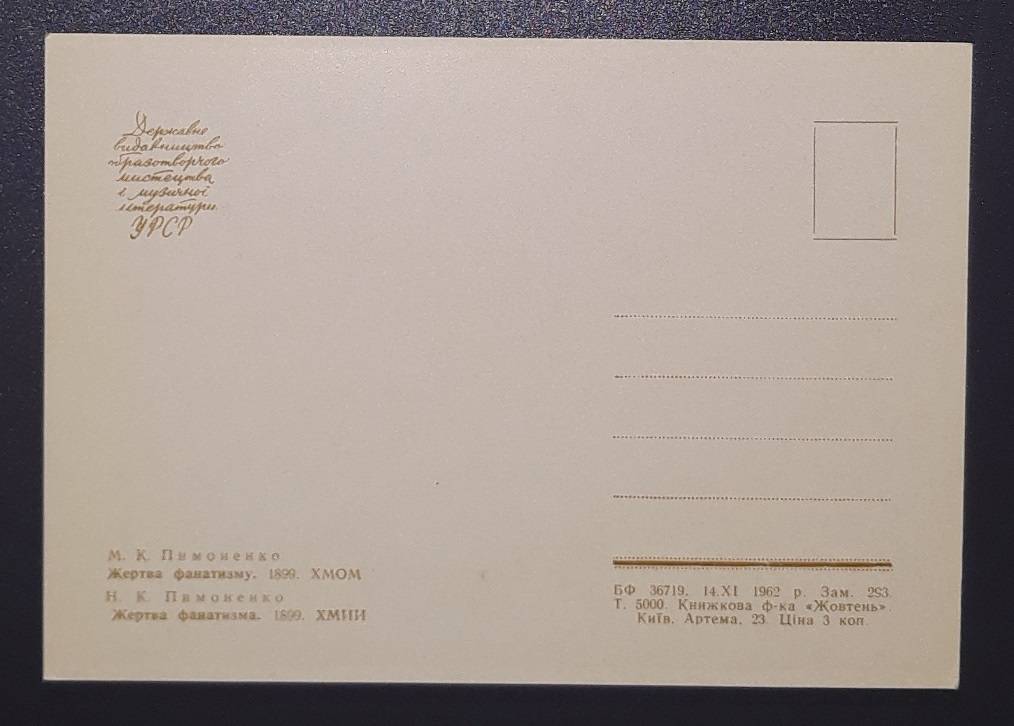 Державне
видавництво
образотворчого
мистецтва
і музичної
літератури
УРСР
М. К. Пимоненко
Жертва фанатизму. 1899. ХМОМ
Н. К. Пимоненко
Жертва фанатизма. 1899. ХМИИ
БФ 36719. 14.XI 1962 р. Зам. 293.
Т. 5000. Книжкова ф-ка «Жовтень».
Київ. Артема, 23. Ціна 3 коп.